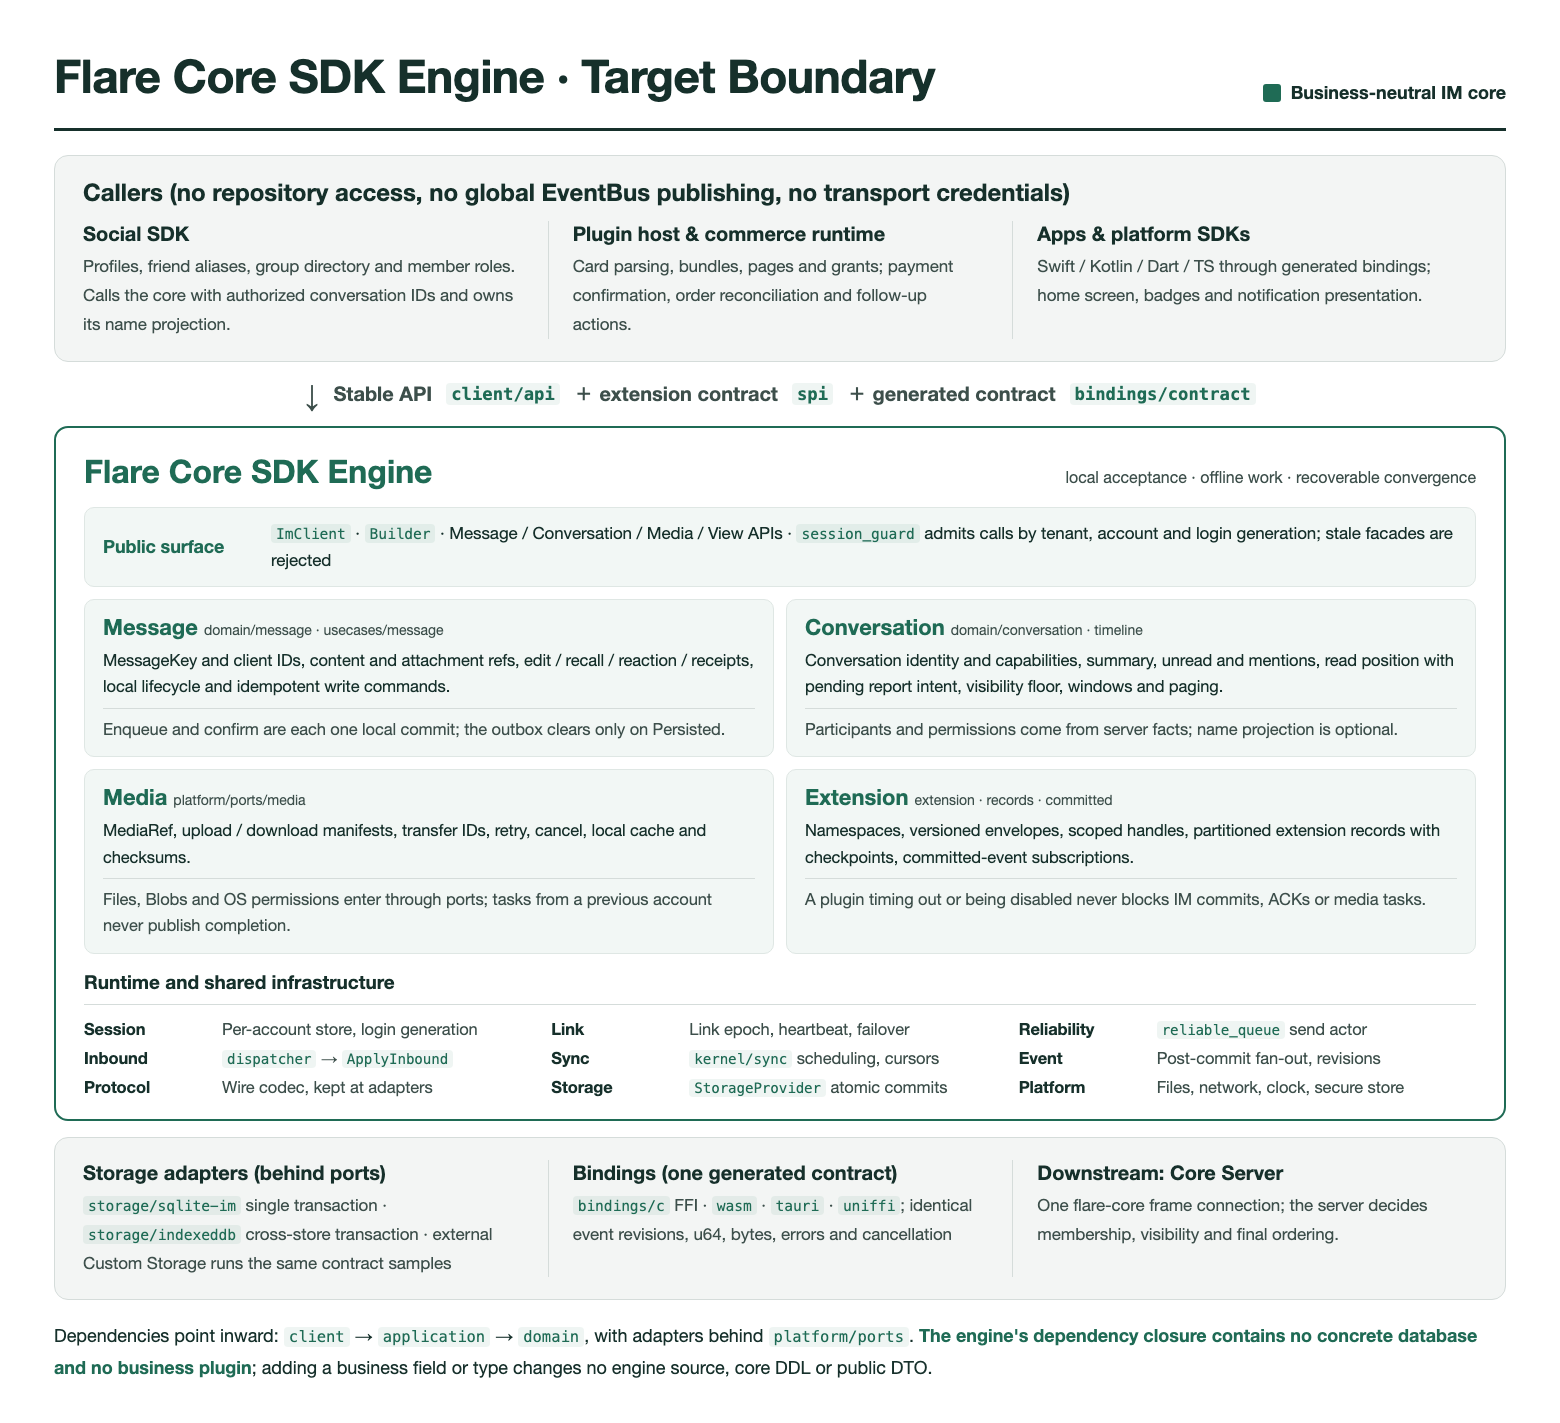 Flare Core SDK Engine · Target Boundary
Business-neutral IM core
Callers (no repository access, no global EventBus publishing, no transport credentials)
Social SDK
Profiles, friend aliases, group directory and member roles.
Calls the core with authorized conversation IDs and owns
its name projection.
Plugin host & commerce runtime
Card parsing, bundles, pages and grants; payment
confirmation, order reconciliation and follow-up
actions.
Apps & platform SDKs
Swift / Kotlin / Dart / TS through generated bindings;
home screen, badges and notification presentation.
↓ Stable API client/api + extension contract spi + generated contract bindings/contract
Flare Core SDK Engine
local acceptance · offline work · recoverable convergence
Public surface
ImClient · Builder · Message / Conversation / Media / View APIs · session_guard admits calls by tenant, account and login generation; stale facades are
rejected
Message domain/message · usecases/message
MessageKey and client IDs, content and attachment refs, edit / recall / reaction / receipts,
local lifecycle and idempotent write commands.
Enqueue and confirm are each one local commit; the outbox clears only on Persisted.
Conversation domain/conversation · timeline
Conversation identity and capabilities, summary, unread and mentions, read position with
pending report intent, visibility floor, windows and paging.
Participants and permissions come from server facts; name projection is optional.
Media platform/ports/media
MediaRef, upload / download manifests, transfer IDs, retry, cancel, local cache and
checksums.
Files, Blobs and OS permissions enter through ports; tasks from a previous account
never publish completion.
Extension extension · records · committed
Namespaces, versioned envelopes, scoped handles, partitioned extension records with
checkpoints, committed-event subscriptions.
A plugin timing out or being disabled never blocks IM commits, ACKs or media tasks.
Runtime and shared infrastructure
Session Per-account store, login generation Link Link epoch, heartbeat, failover Reliability reliable_queue send actor
Inbound dispatcher → ApplyInbound Sync kernel/sync scheduling, cursors Event Post-commit fan-out, revisions
Protocol Wire codec, kept at adapters Storage StorageProvider atomic commits Platform Files, network, clock, secure store
Storage adapters (behind ports)
storage/sqlite-im single transaction ·
storage/indexeddb cross-store transaction · external
Custom Storage runs the same contract samples
Bindings (one generated contract)
bindings/c FFI · wasm · tauri · uniffi; identical
event revisions, u64, bytes, errors and cancellation
Downstream: Core Server
One flare-core frame connection; the server decides
membership, visibility and final ordering.
Dependencies point inward: client → application → domain, with adapters behind platform/ports. The engine's dependency closure contains no concrete database
and no business plugin; adding a business field or type changes no engine source, core DDL or public DTO.